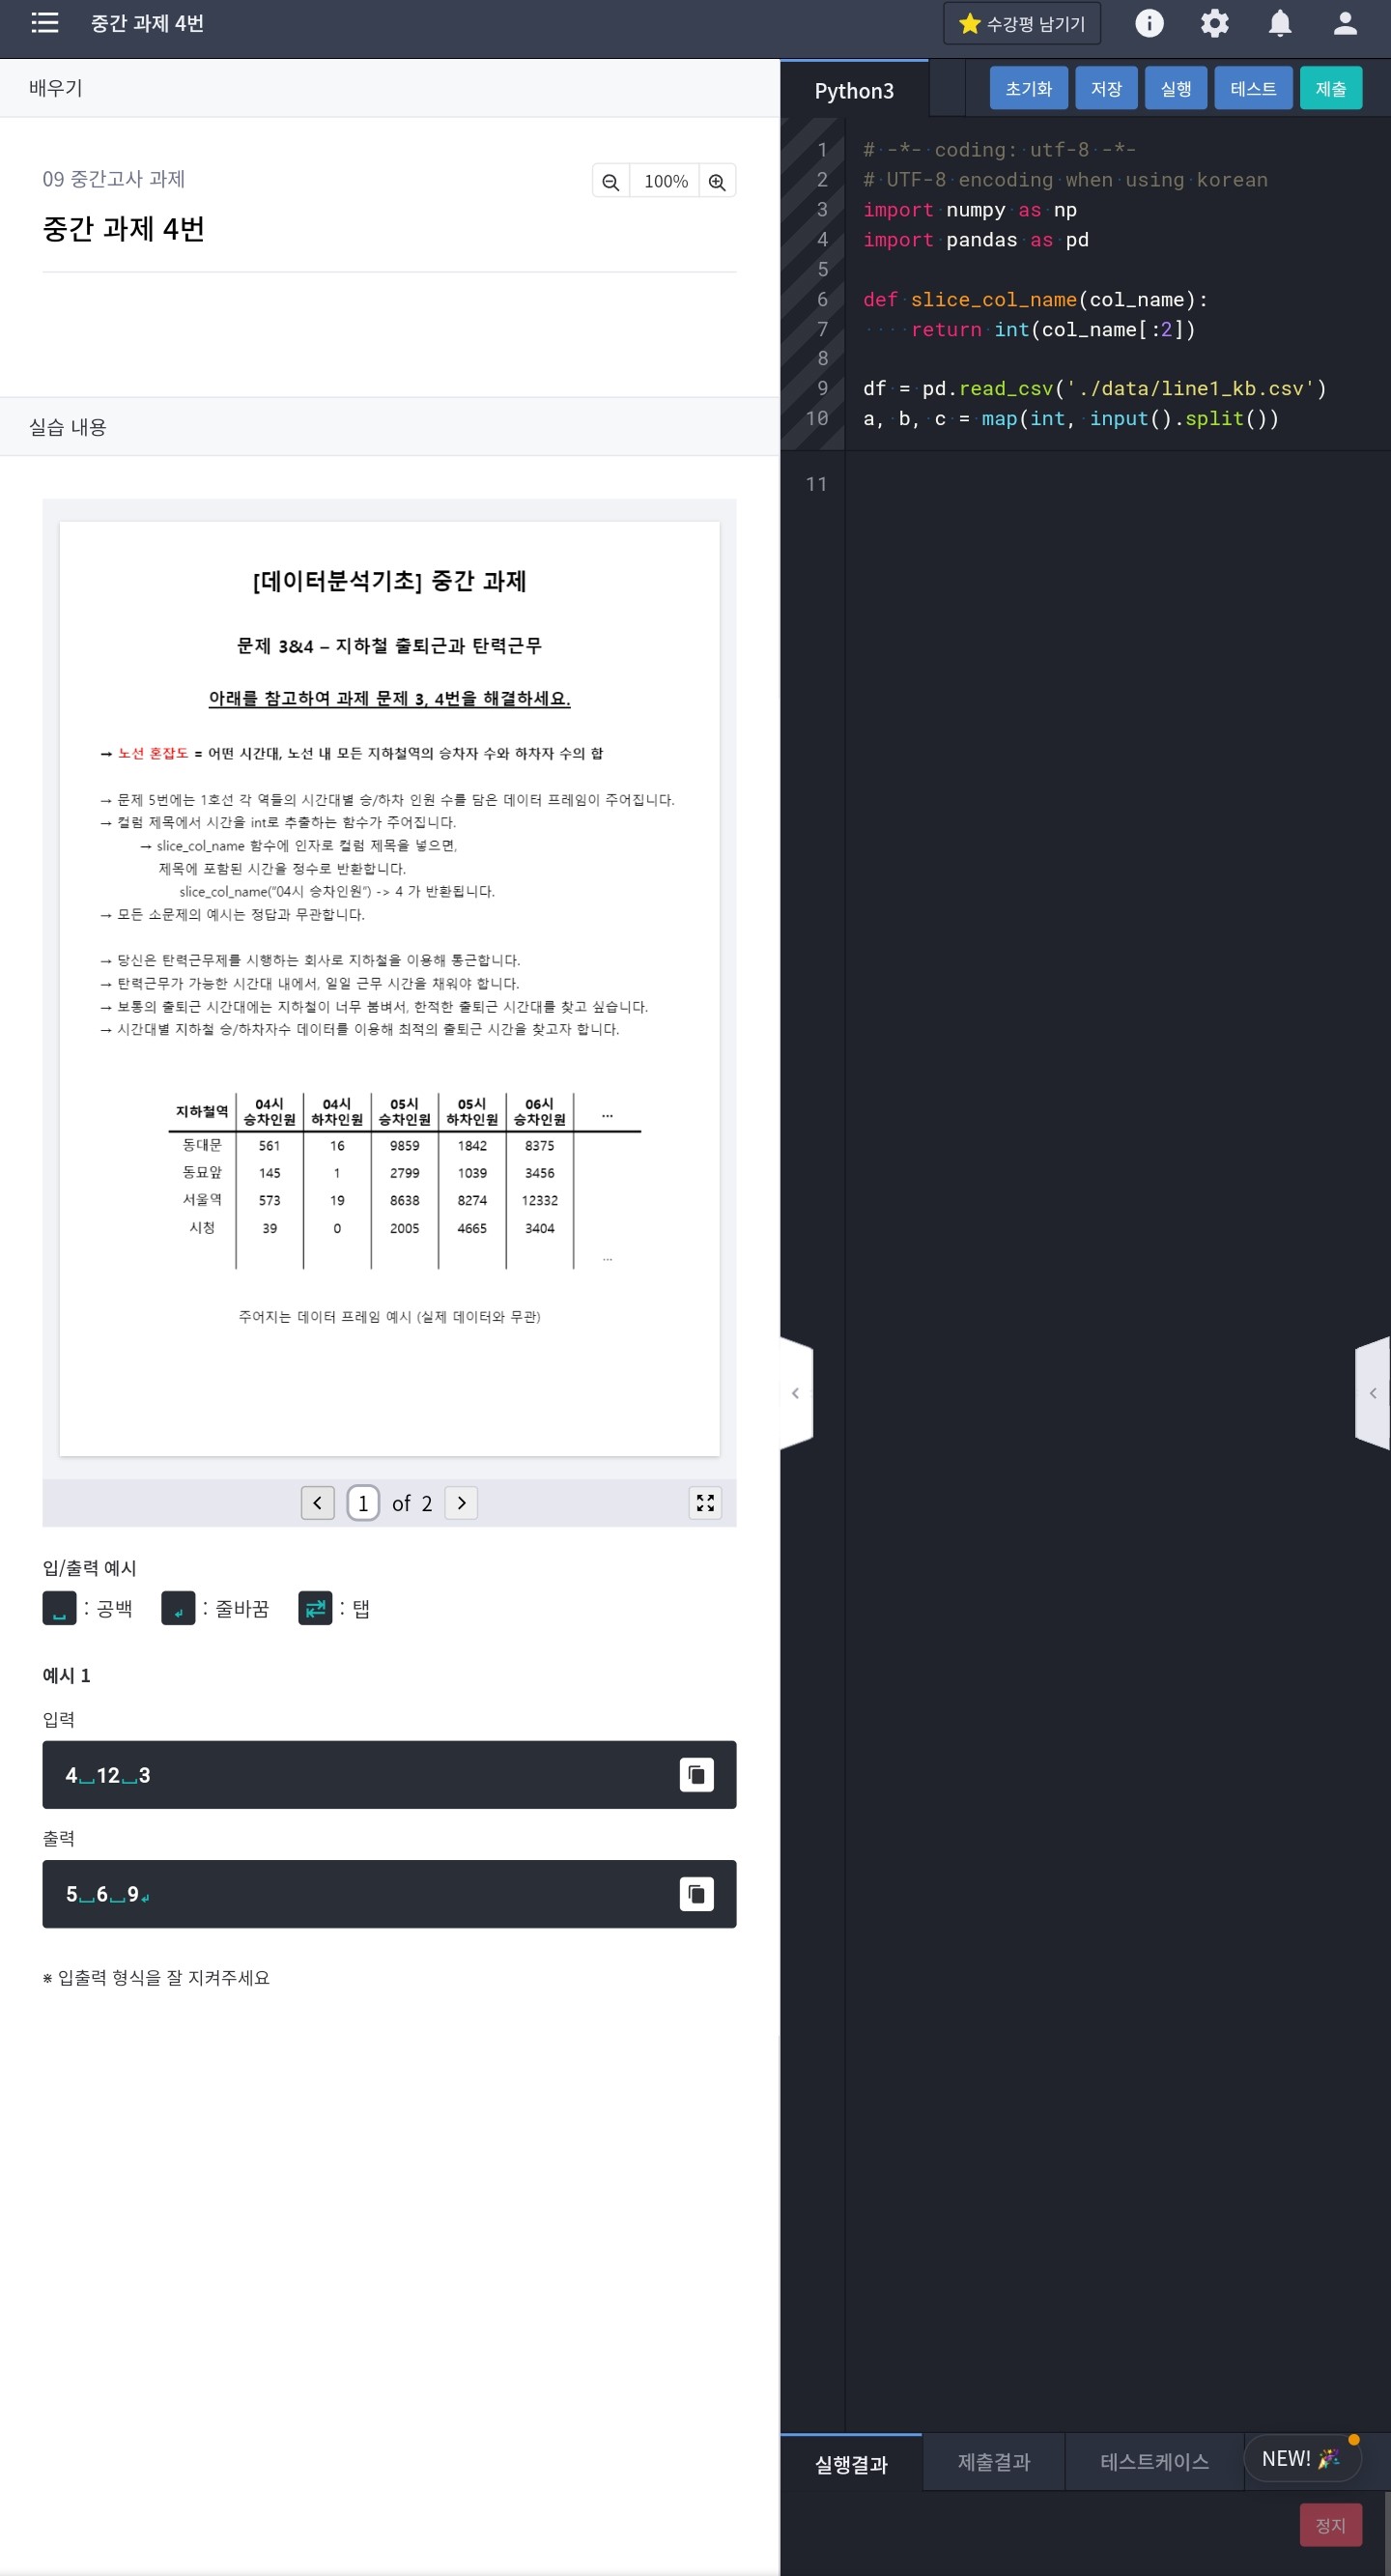 중간 과제 4번
⭐ 수강평 남기기
배우기
09 중간고사 과제
100%
중간 과제 4번
실습 내용
[데이터분석기초] 중간 과제
문제 3&4 – 지하철 출퇴근과 탄력근무
아래를 참고하여 과제 문제 3, 4번을 해결하세요.
→ 노선 혼잡도 = 어떤 시간대, 노선 내 모든 지하철역의 승차자 수와 하차자 수의 합
→ 문제 5번에는 1호선 각 역들의 시간대별 승/하차 인원 수를 담은 데이터 프레임이 주어집니다.
→ 컬럼 제목에서 시간을 int로 추출하는 함수가 주어집니다.
→ slice_col_name 함수에 인자로 컬럼 제목을 넣으면,
제목에 포함된 시간을 정수로 반환합니다.
slice_col_name("04시 승차인원") -> 4 가 반환됩니다.
→ 모든 소문제의 예시는 정답과 무관합니다.
→ 당신은 탄력근무제를 시행하는 회사로 지하철을 이용해 통근합니다.
→ 탄력근무가 가능한 시간대 내에서, 일일 근무 시간을 채워야 합니다.
→ 보통의 출퇴근 시간대에는 지하철이 너무 붐벼서, 한적한 출퇴근 시간대를 찾고 싶습니다.
→ 시간대별 지하철 승/하차자수 데이터를 이용해 최적의 출퇴근 시간을 찾고자 합니다.
지하철역 04시 승차인원 04시 하차인원 05시 승차인원 05시 하차인원 06시 승차인원 ...
동대문 561 16 9859 1842 8375
동묘앞 145 1 2799 1039 3456
서울역 573 19 8638 8274 12332
시청 39 0 2005 4665 3404
...
주어지는 데이터 프레임 예시 (실제 데이터와 무관)
1 of 2
입/출력 예시
␣ : 공백 ↲ : 줄바꿈 ⇄ : 탭
예시 1
입력
4␣12␣3
출력
5␣6␣9↲
※ 입출력 형식을 잘 지켜주세요
Python3
초기화 저장 실행 테스트 제출
1 # -*- coding: utf-8 -*-
2 # UTF-8 encoding when using korean
3 import numpy as np
4 import pandas as pd
5
6 def slice_col_name(col_name):
7     return int(col_name[:2])
8
9 df = pd.read_csv('./data/line1_kb.csv')
10 a, b, c = map(int, input().split())
11
실행결과 제출결과 테스트케이스 NEW! 🎉
정지